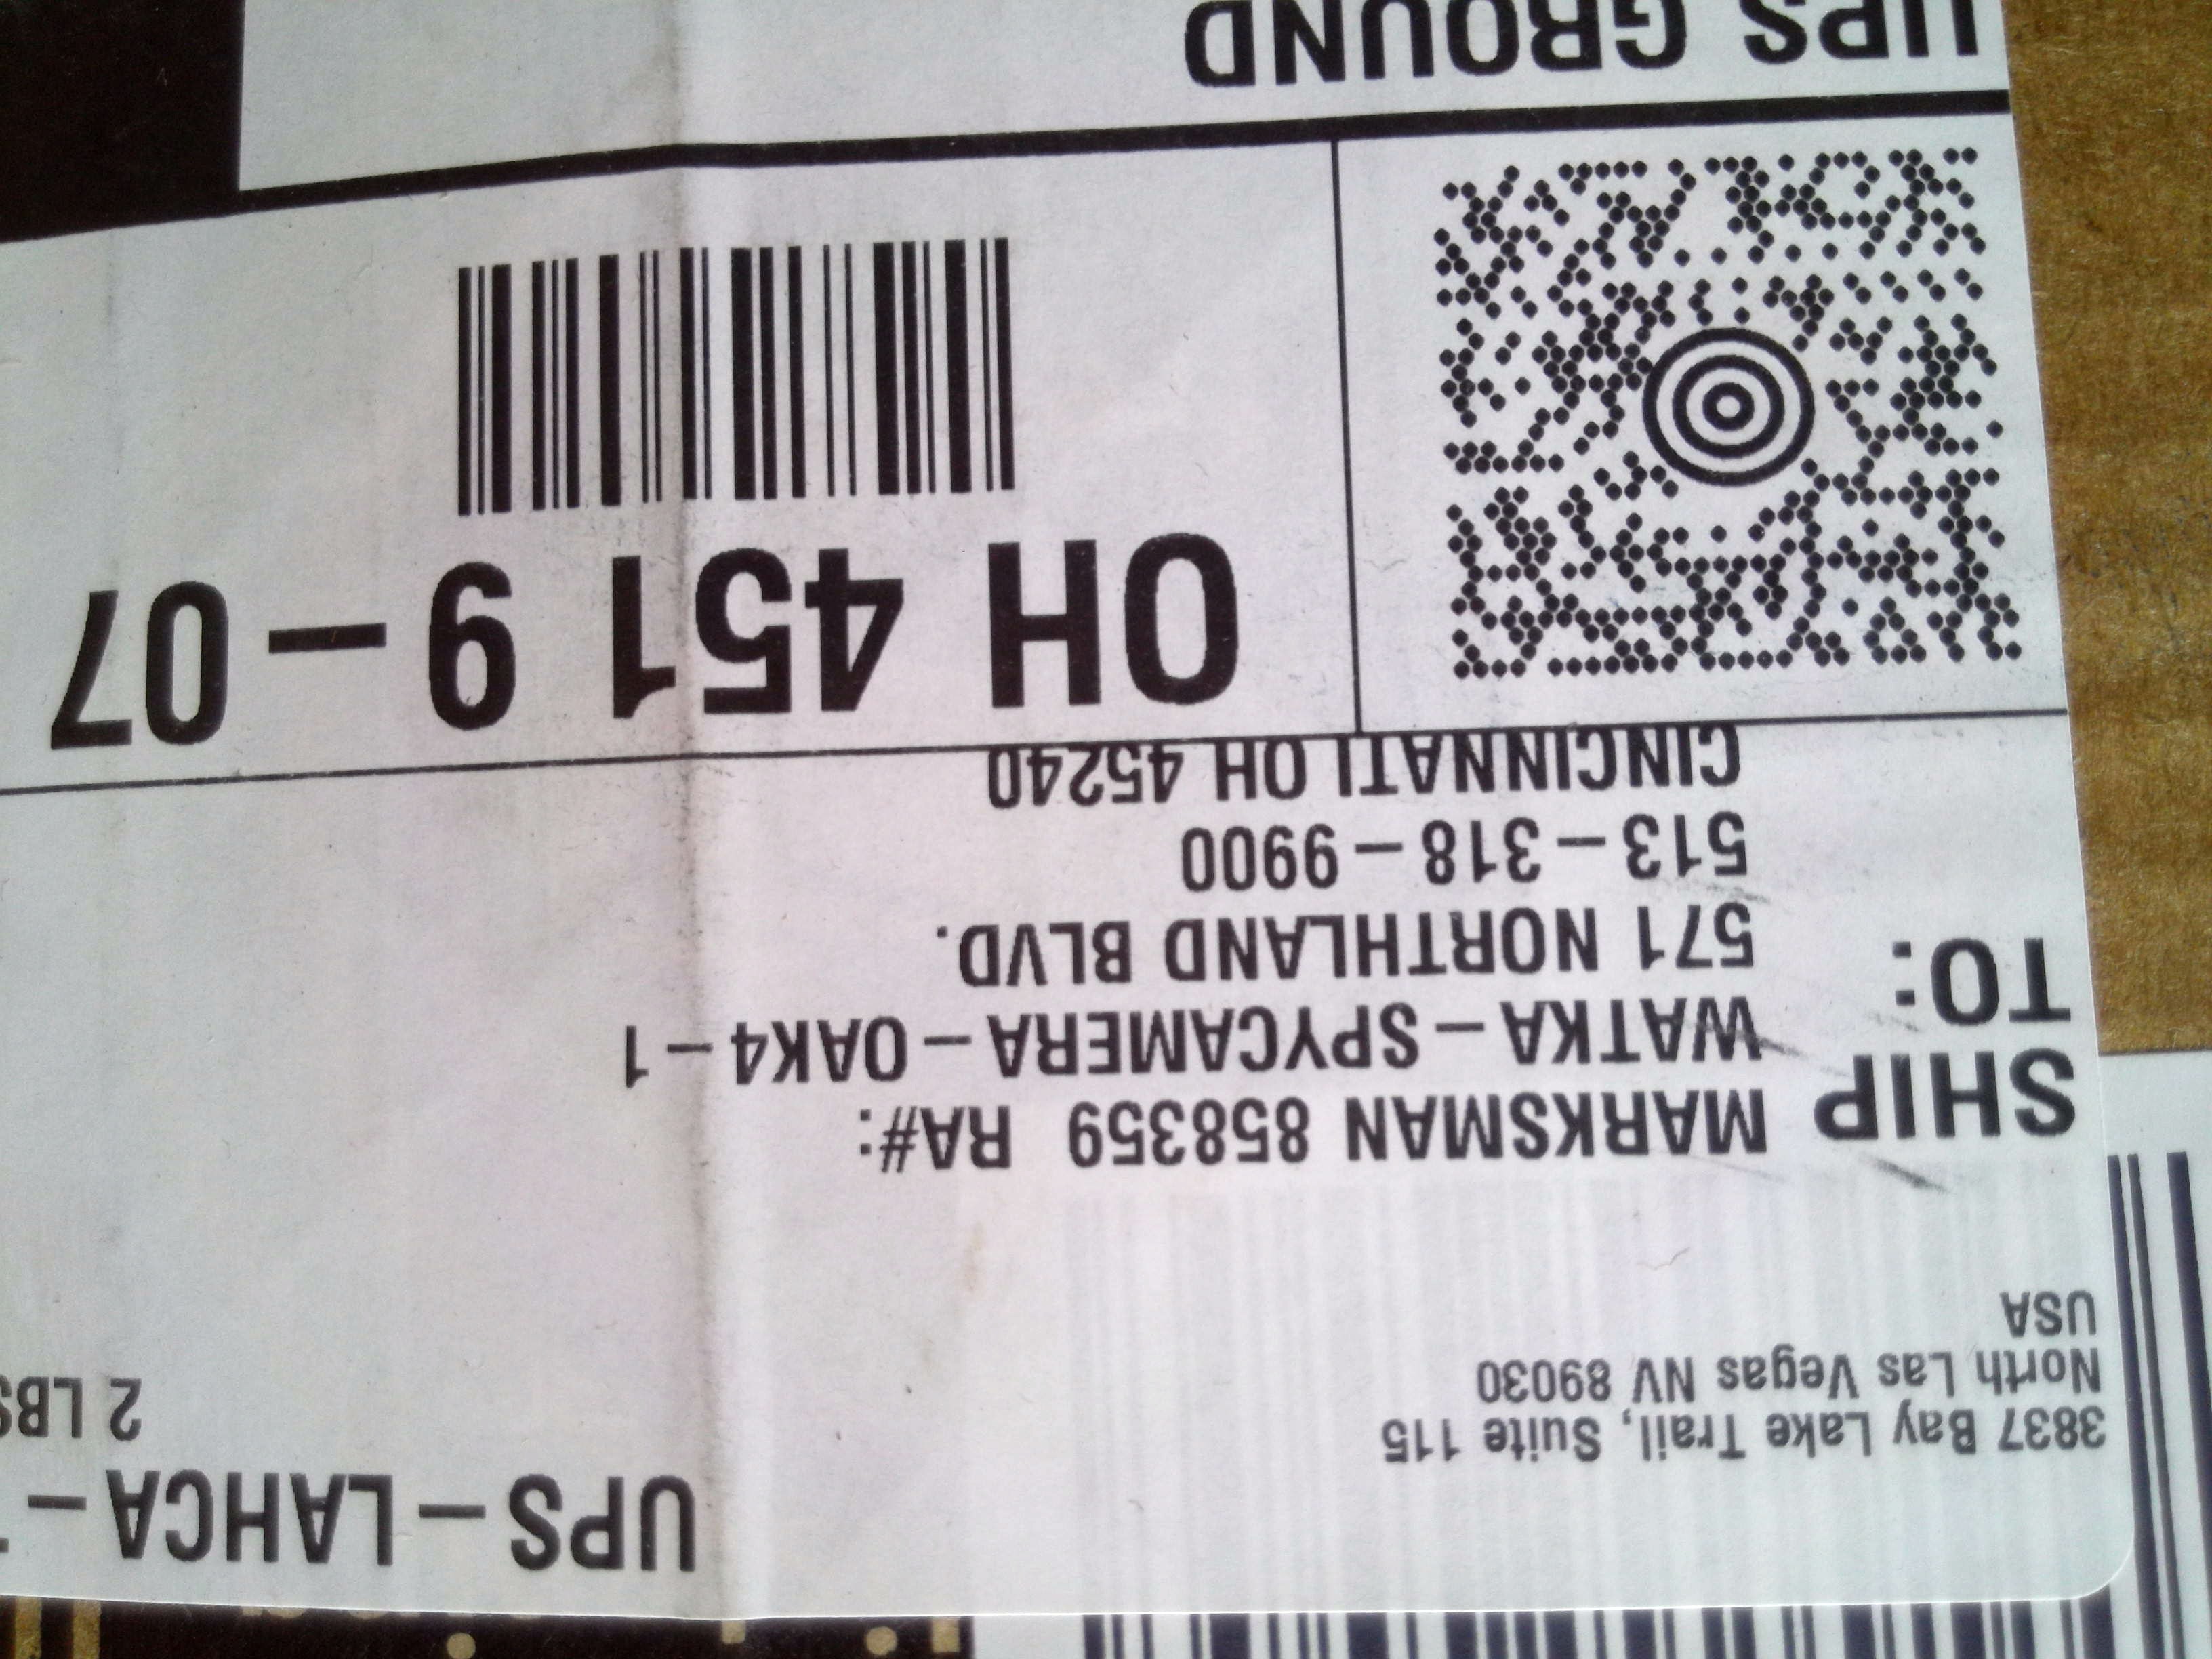 UPS-LAHCA-
2 LBS
3837 Bay Lake Trail, Suite 115
North Las Vegas NV 89030
USA
SHIP
TO:
MARKSMAN 858359 RA#:
WATKA-SPYCAMERA-OAK4-1
571 NORTHLAND BLVD.
513-318-9900
CINCINNATI OH 45240
OH 451 9-07
UPS GROUND